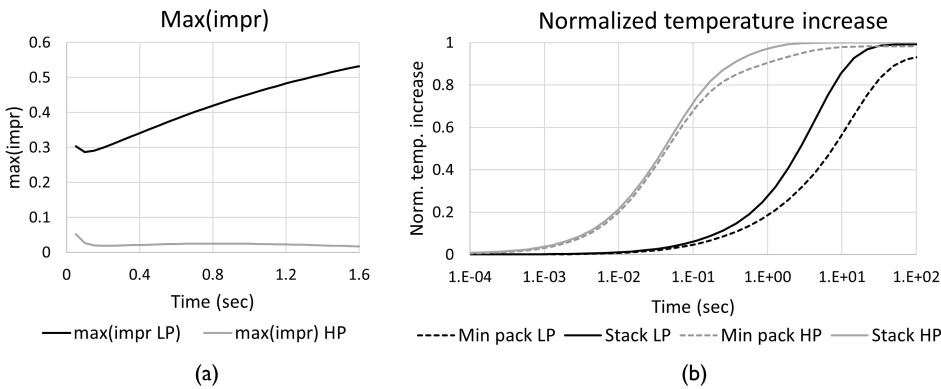 Max(impr)
0.6
0.5
0.4
0.3
0.2
0.1
0
max(impr)
0 0.4 0.8 1.2 1.6
Time (sec)
max(impr LP) max(impr) HP
(a)
Normalized temperature increase
1
0.8
0.6
0.4
0.2
0
Norm. temp. increase
1.E-04 1.E-03 1.E-02 1.E-01 1.E+00 1.E+01 1.E+02
Time (sec)
Min pack LP Stack LP Min pack HP Stack HP
(b)